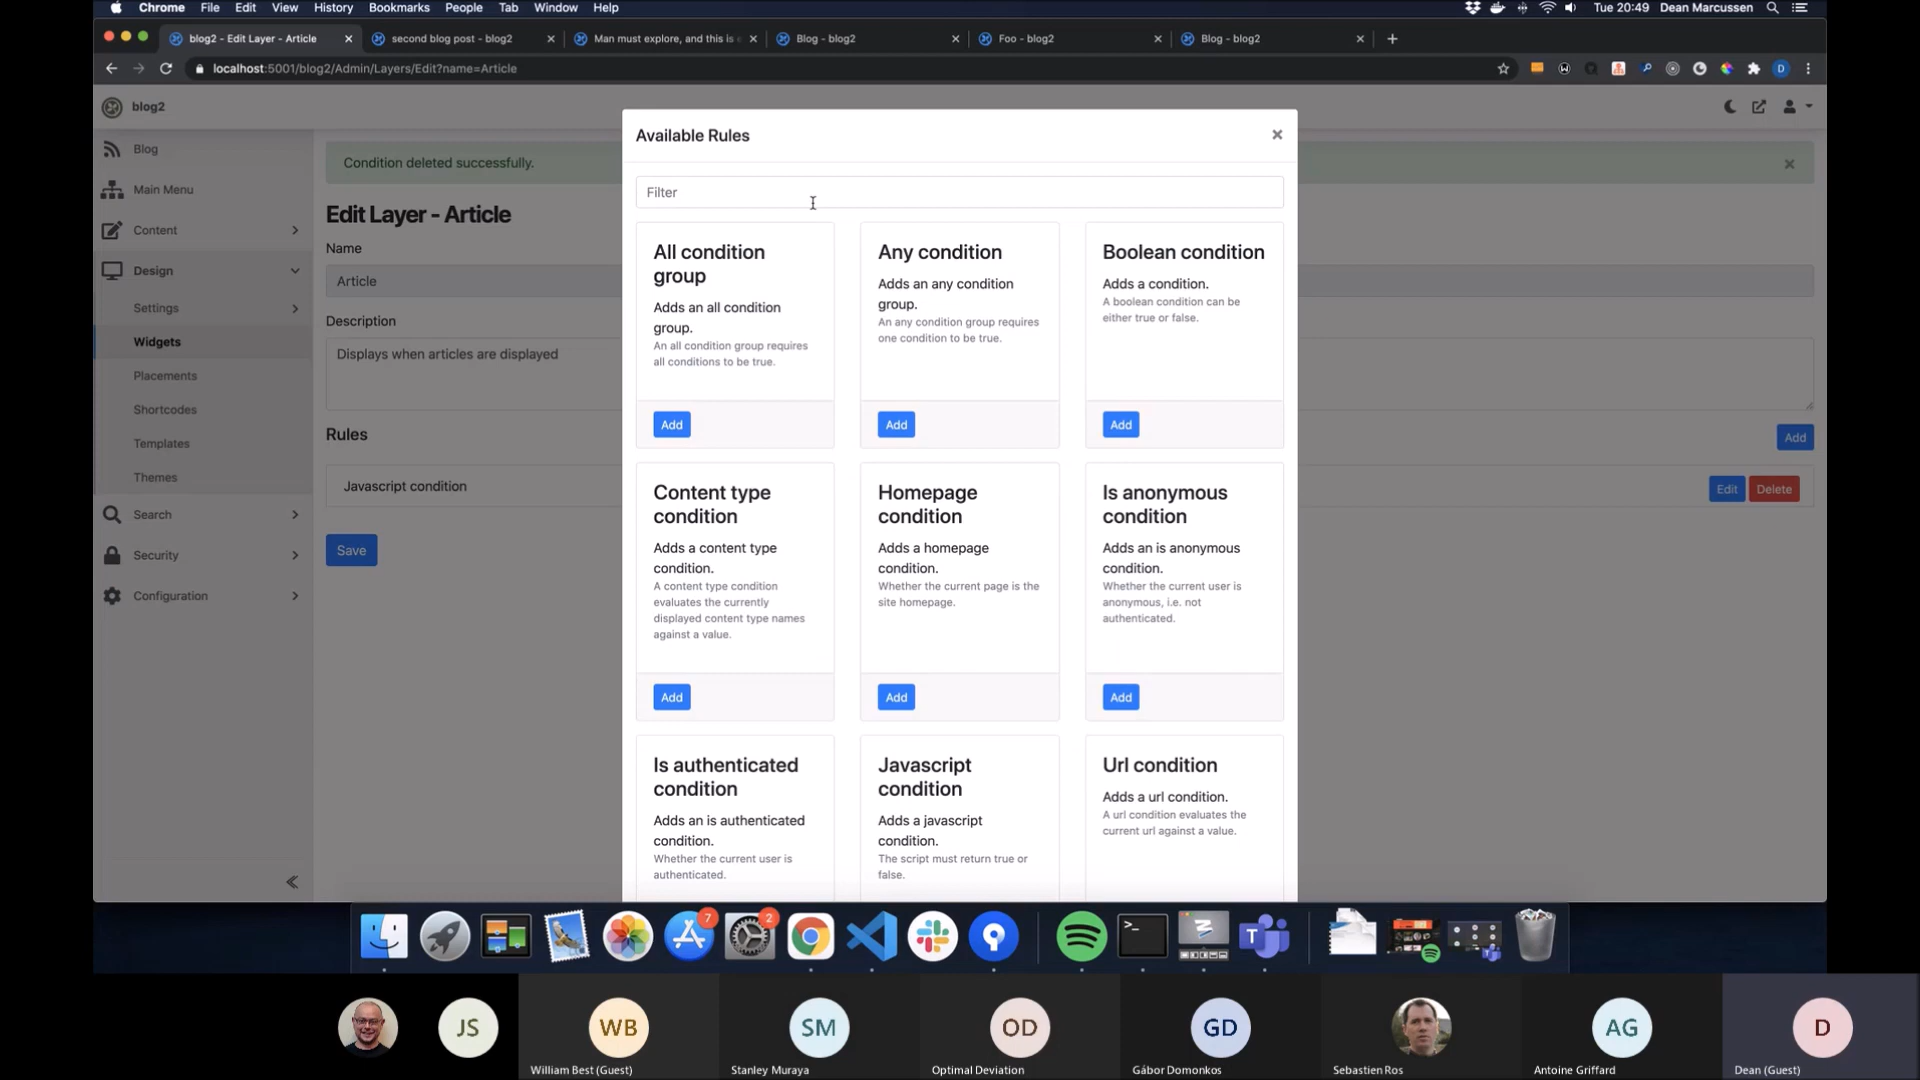 Chrome File Edit View History Bookmarks People Tab Window Help
Tue 20:49 Dean Marcussen
blog2 - Edit Layer - Article
second blog post - blog2
Man must explore, and this is
Blog - blog2
Foo - blog2
Blog - blog2
localhost:5001/blog2/Admin/Layers/Edit?name=Article
D
blog2
Blog
Main Menu
Content
Design
Settings
Widgets
Placements
Shortcodes
Templates
Themes
Search
Security
Configuration
Condition deleted successfully.
Edit Layer - Article
Name
Article
Description
Displays when articles are displayed
Rules
Add
Javascript condition
Edit Delete
Save
Available Rules
Filter
All condition
group
Adds an all condition
group.
An all condition group requires
all conditions to be true.
Add
Any condition
Adds an any condition
group.
An any condition group requires
one condition to be true.
Add
Boolean condition
Adds a condition.
A boolean condition can be
either true or false.
Add
Content type
condition
Adds a content type
condition.
A content type condition
evaluates the currently
displayed content type names
against a value.
Add
Homepage
condition
Adds a homepage
condition.
Whether the current page is the
site homepage.
Add
Is anonymous
condition
Adds an is anonymous
condition.
Whether the current user is
anonymous, i.e. not
authenticated.
Add
Is authenticated
condition
Adds an is authenticated
condition.
Whether the current user is
authenticated.
Javascript
condition
Adds a javascript
condition.
The script must return true or
false.
Url condition
Adds a url condition.
A url condition evaluates the
current url against a value.
7
2
JS
WB
William Best (Guest)
SM
Stanley Muraya
OD
Optimal Deviation
GD
Gábor Domonkos
Sebastien Ros
AG
Antoine Griffard
D
Dean (Guest)